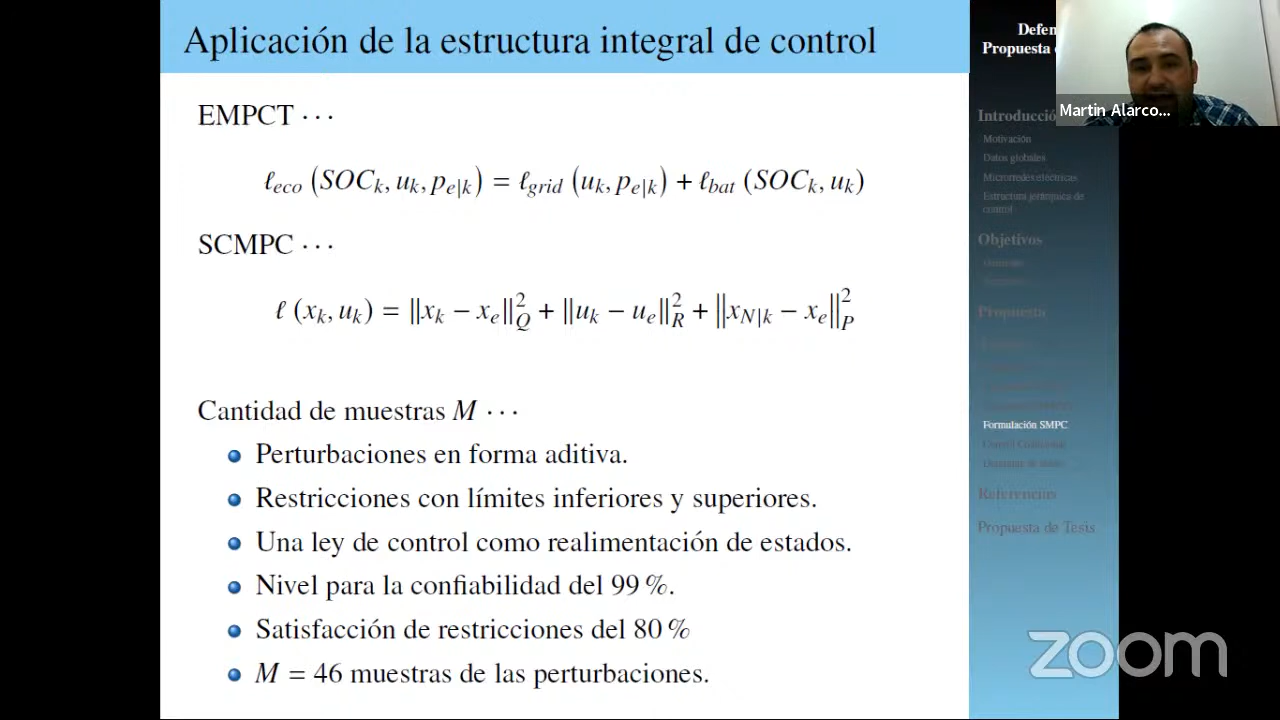 Aplicación de la estructura integral de control
EMPCT · · ·
ℓ_eco (SOC_k, u_k, p_e|k) = ℓ_grid (u_k, p_e|k) + ℓ_bat (SOC_k, u_k)
SCMPC · · ·
ℓ (x_k, u_k) = ||x_k − x_e||²_Q + ||u_k − u_e||²_R + ||x_N|k − x_e||²_P
Cantidad de muestras M · · ·
Perturbaciones en forma aditiva.
Restricciones con límites inferiores y superiores.
Una ley de control como realimentación de estados.
Nivel para la confiabilidad del 99 %.
Satisfacción de restricciones del 80 %
M = 46 muestras de las perturbaciones.
Defen
Propuesta
Martin Alarco...
Introducció
Motivación
Datos globales
Microrredes eléctricas
Estructura jerárquica de
control
Objetivos
Propuesta
Formulación SMPC
Referencias
Propuesta de Tesis
zoom